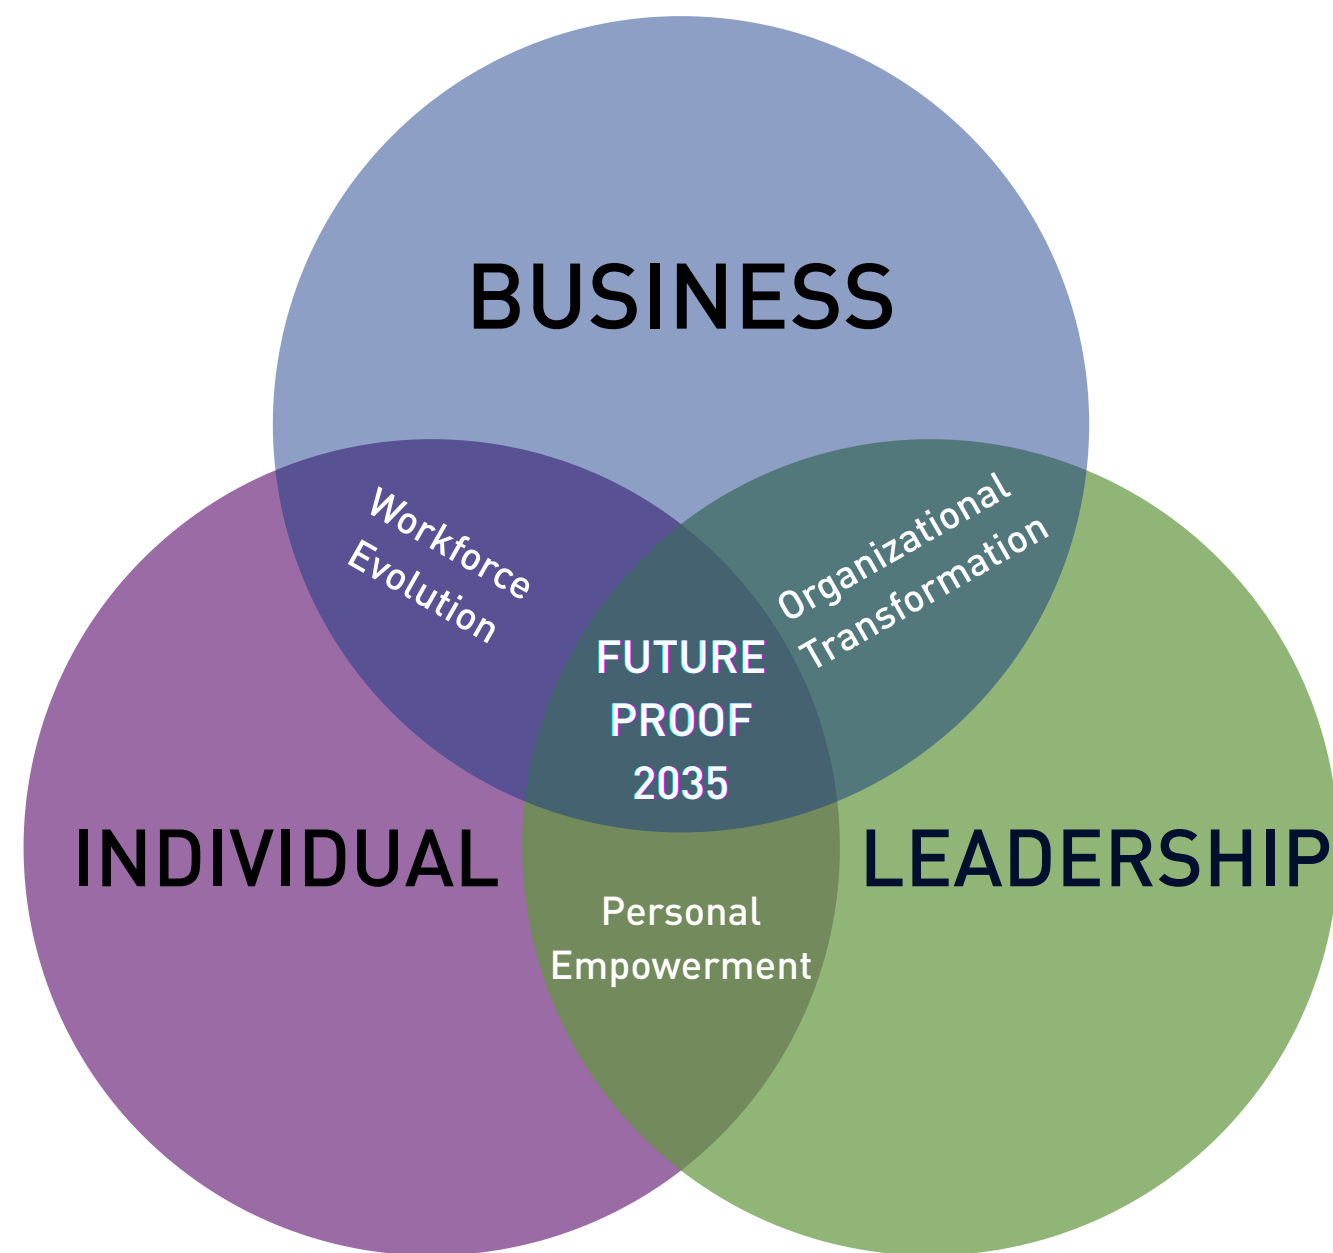 BUSINESS
Workforce
Evolution
Organizational
Transformation
FUTURE
PROOF
2035
INDIVIDUAL
LEADERSHIP
Personal
Empowerment